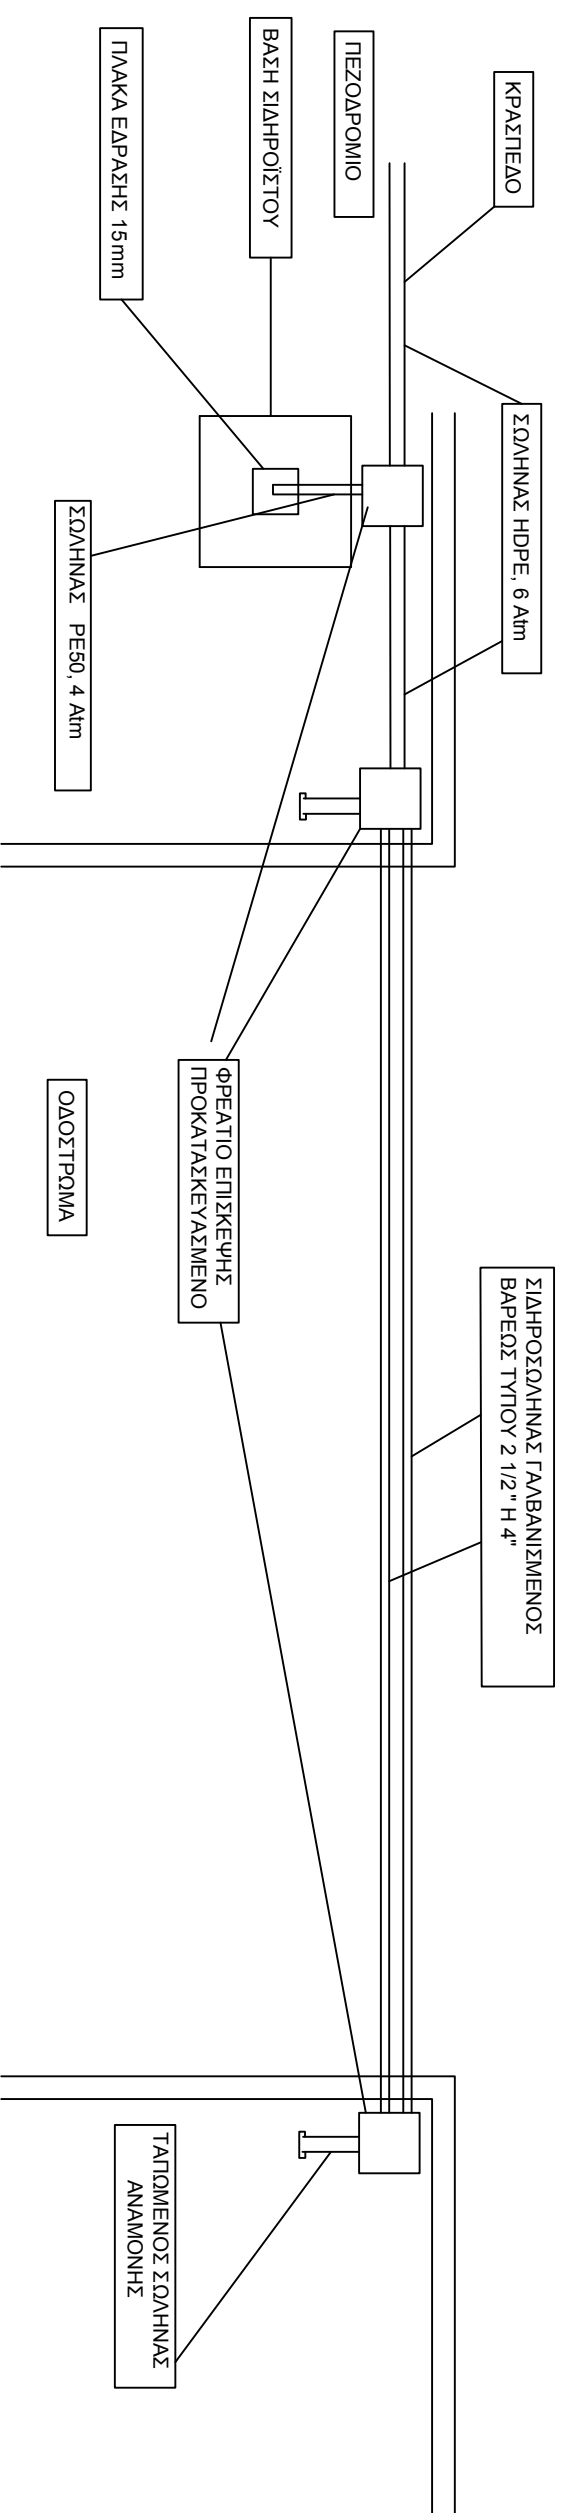 ΚΡΑΣΠΕΔΟ
ΣΩΛΗΝΑΣ HDPE, 6 Atm
ΣΙΔΗΡΟΣΩΛΗΝΑΣ ΓΑΛΒΑΝΙΣΜΕΝΟΣ
ΒΑΡΕΩΣ ΤΥΠΟΥ 2 1/2" Η 4"
ΠΕΖΟΔΡΟΜΙΟ
ΒΑΣΗ ΣΙΔΗΡΟΪΣΤΟΥ
ΦΡΕΑΤΙΟ ΕΠΙΣΚΕΨΗΣ
ΠΡΟΚΑΤΑΣΚΕΥΑΣΜΕΝΟ
ΠΛΑΚΑ ΕΔΡΑΣΗΣ 15mm
ΤΑΠΩΜΕΝΟΣ ΣΩΛΗΝΑΣ
ΑΝΑΜΟΝΗΣ
ΣΩΛΗΝΑΣ PE50, 4 Atm
ΟΔΟΣΤΡΩΜΑ